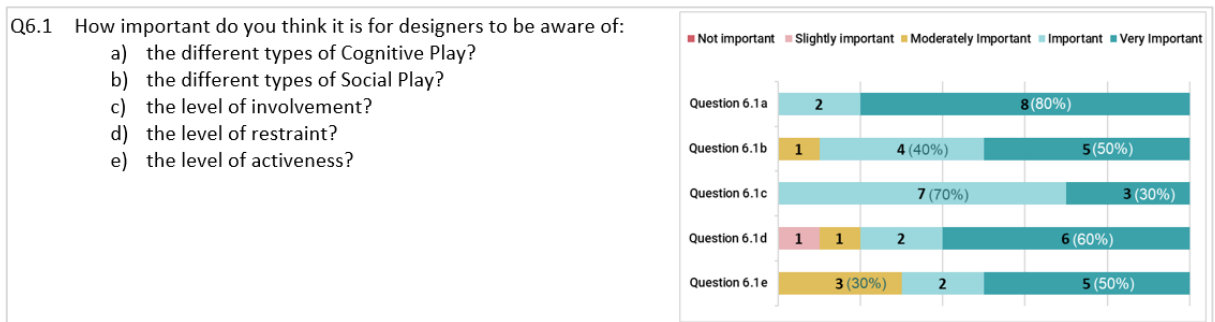 Q6.1 How important do you think it is for designers to be aware of:
a) the different types of Cognitive Play?
b) the different types of Social Play?
c) the level of involvement?
d) the level of restraint?
e) the level of activeness?
Not important Slightly important Moderately Important Important Very Important
Question 6.1a 2 8 (80%)
Question 6.1b 1 4 (40%) 5 (50%)
Question 6.1c 7 (70%) 3 (30%)
Question 6.1d 1 1 2 6 (60%)
Question 6.1e 3 (30%) 2 5 (50%)